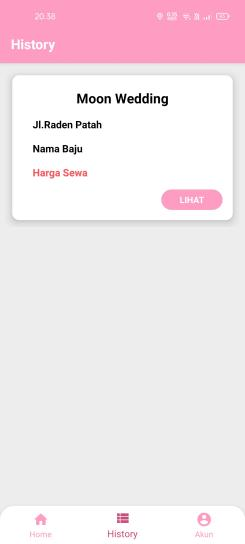 20.38
History
Moon Wedding
Jl.Raden Patah
Nama Baju
Harga Sewa
LIHAT
Home
History
Akun